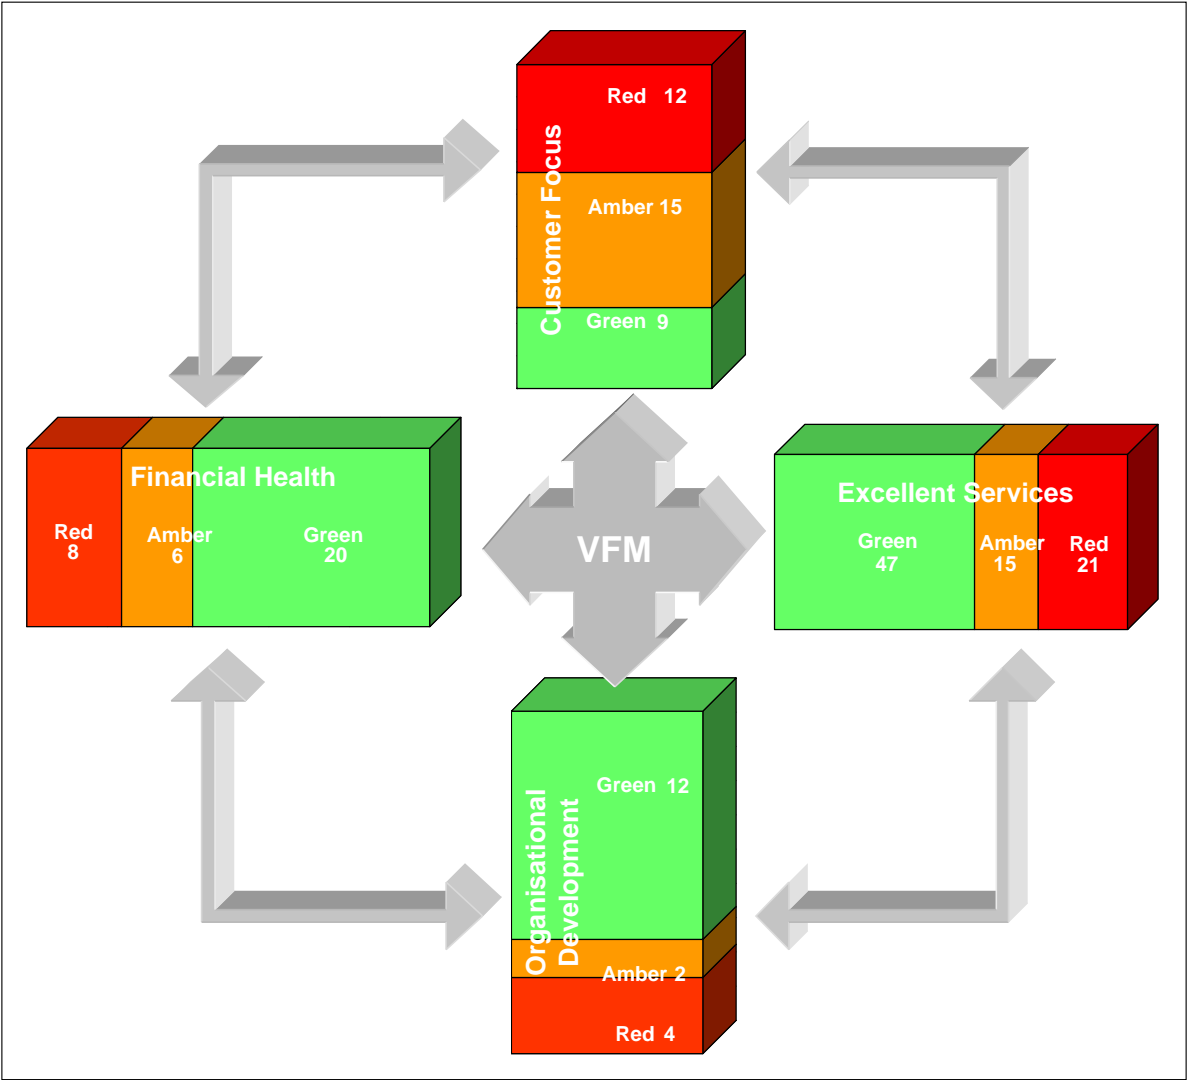 Customer Focus
Red 12
Amber 15
Green 9
Financial Health
Red
8
Amber
6
Green
20
VFM
Excellent Services
Green
47
Amber
15
Red
21
Organisational
Development
Green 12
Amber 2
Red 4